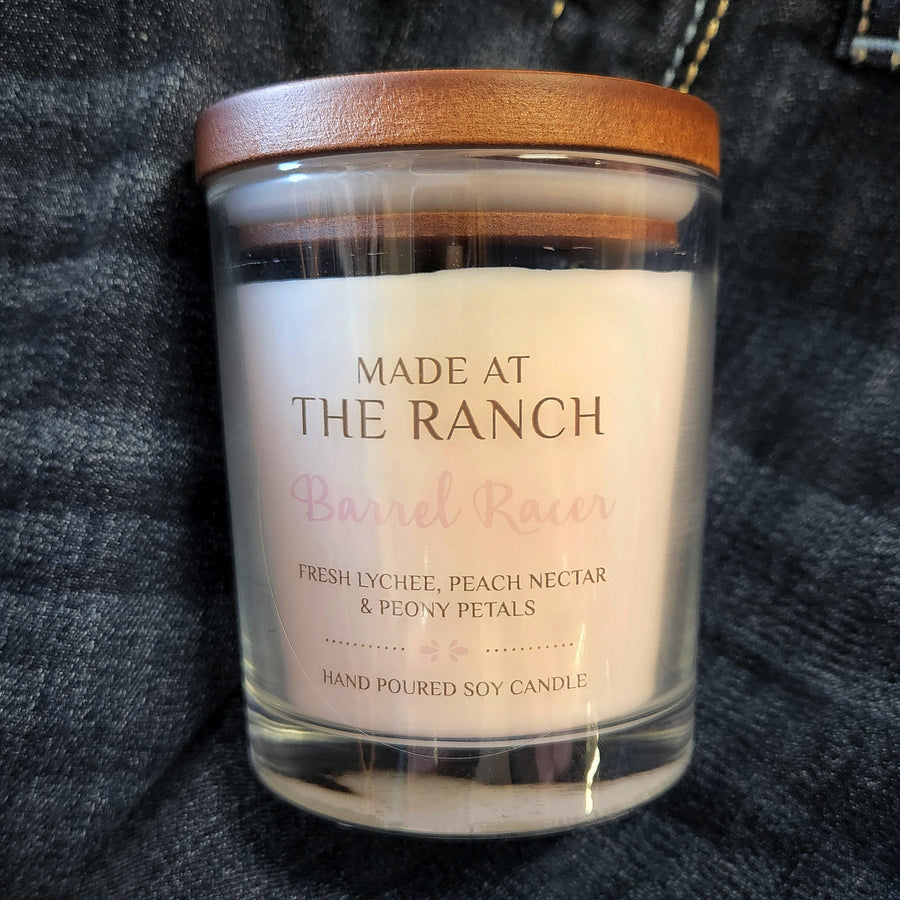 MADE AT
THE RANCH
Barrel Racer
FRESH LYCHEE, PEACH NECTAR
& PEONY PETALS
HAND POURED SOY CANDLE